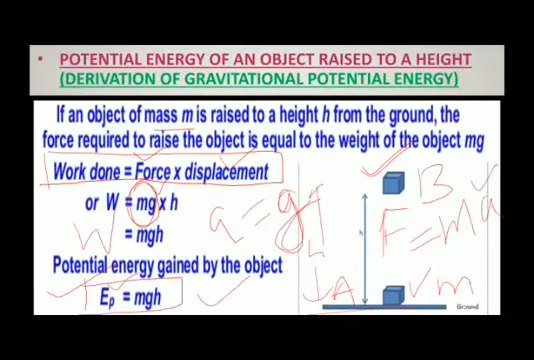 • POTENTIAL ENERGY OF AN OBJECT RAISED TO A HEIGHT
(DERIVATION OF GRAVITATIONAL POTENTIAL ENERGY)
If an object of mass m is raised to a height h from the ground, the
force required to raise the object is equal to the weight of the object mg
Work done = Force x displacement
or W = mg x h
= mgh
Potential energy gained by the object
Eₚ = mgh
W
a = g
B
F = ma
h
A
m
Ground